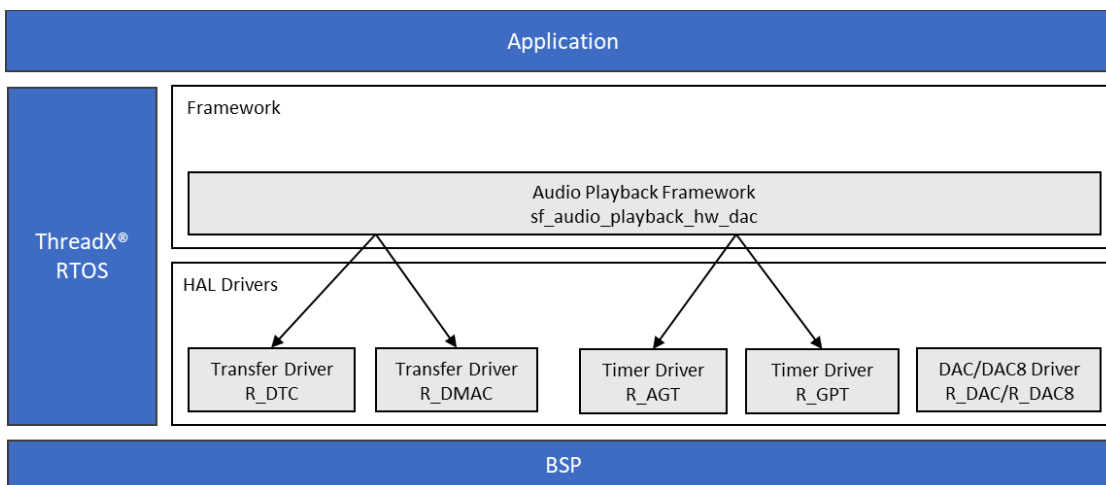 Application
Framework
Audio Playback Framework
sf_audio_playback_hw_dac
ThreadX®
RTOS
HAL Drivers
Transfer Driver
R_DTC
Transfer Driver
R_DMAC
Timer Driver
R_AGT
Timer Driver
R_GPT
DAC/DAC8 Driver
R_DAC/R_DAC8
BSP